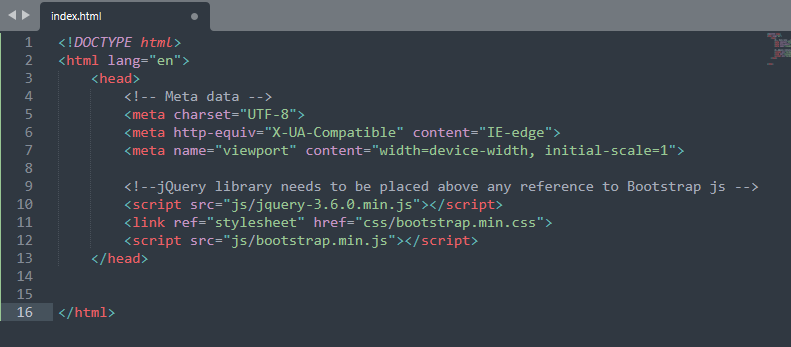 index.html
1 <!DOCTYPE html>
2 <html lang="en">
3 <head>
4 <!-- Meta data -->
5 <meta charset="UTF-8">
6 <meta http-equiv="X-UA-Compatible" content="IE-edge">
7 <meta name="viewport" content="width=device-width, initial-scale=1">
8
9 <!--jQuery library needs to be placed above any reference to Bootstrap js -->
10 <script src="js/jquery-3.6.0.min.js"></script>
11 <link ref="stylesheet" href="css/bootstrap.min.css">
12 <script src="js/bootstrap.min.js"></script>
13 </head>
14
15
16 </html>